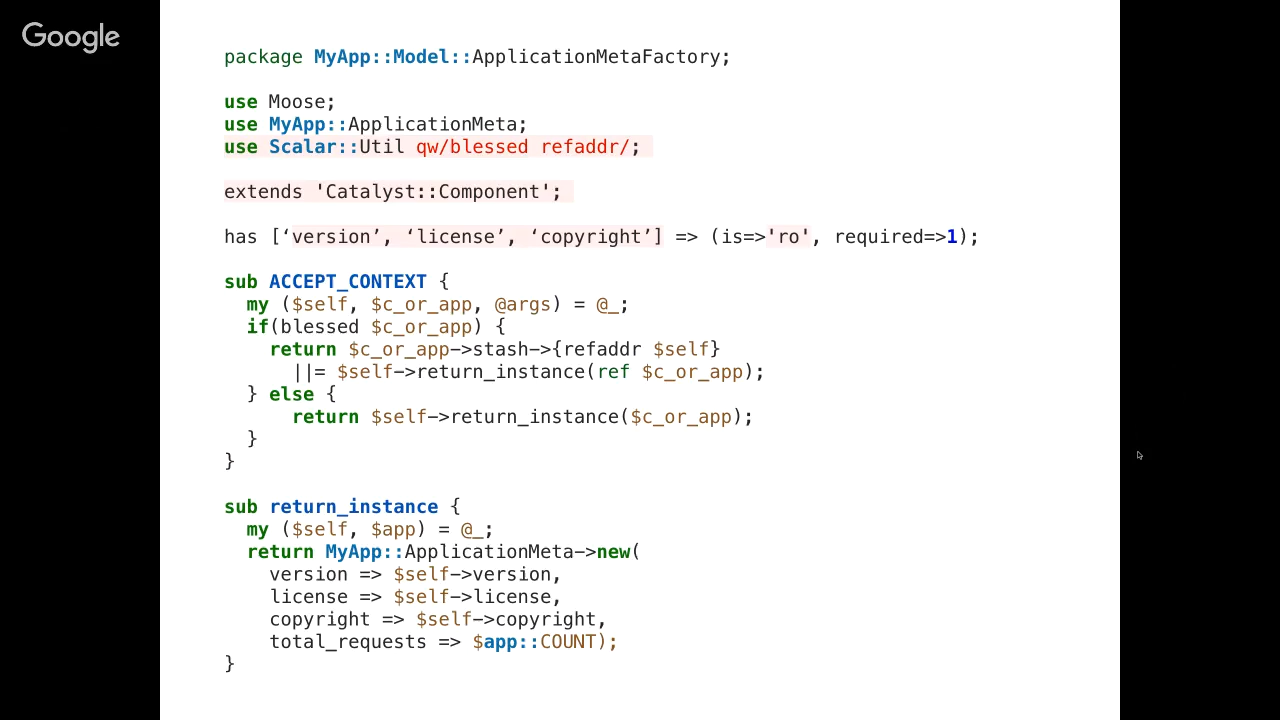 Google
package MyApp::Model::ApplicationMetaFactory;
use Moose;
use MyApp::ApplicationMeta;
use Scalar::Util qw/blessed refaddr/;
extends 'Catalyst::Component';
has [‘version’, ‘license’, ‘copyright’] => (is=>'ro', required=>1);
sub ACCEPT_CONTEXT {
my ($self, $c_or_app, @args) = @_;
if(blessed $c_or_app) {
return $c_or_app->stash->{refaddr $self}
||= $self->return_instance(ref $c_or_app);
} else {
return $self->return_instance($c_or_app);
}
}
sub return_instance {
my ($self, $app) = @_;
return MyApp::ApplicationMeta->new(
version => $self->version,
license => $self->license,
copyright => $self->copyright,
total_requests => $app::COUNT);
}